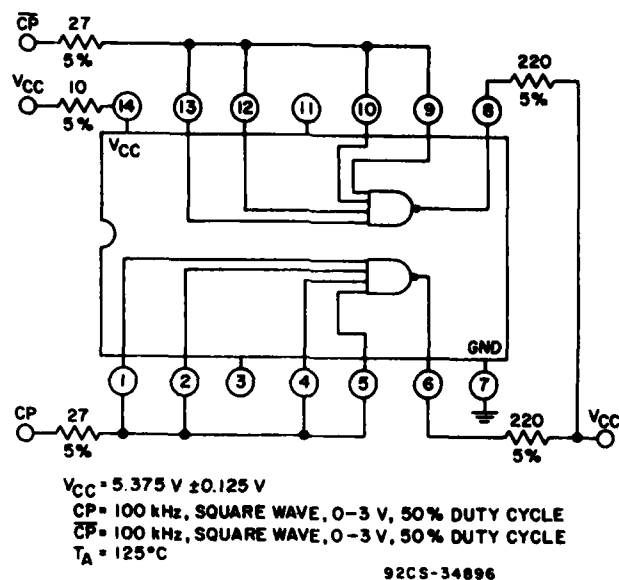 C̅P̅ 27 5%
220 5%
VCC 10 5%
14 13 12 11 10 9 8
VCC
GND
1 2 3 4 5 6 7
CP 27 5%
220 5% VCC
VCC = 5.375 V ±0.125 V
CP = 100 kHz, SQUARE WAVE, 0-3 V, 50% DUTY CYCLE
C̅P̅ = 100 kHz, SQUARE WAVE, 0-3 V, 50% DUTY CYCLE
TA = 125°C
92CS-34896